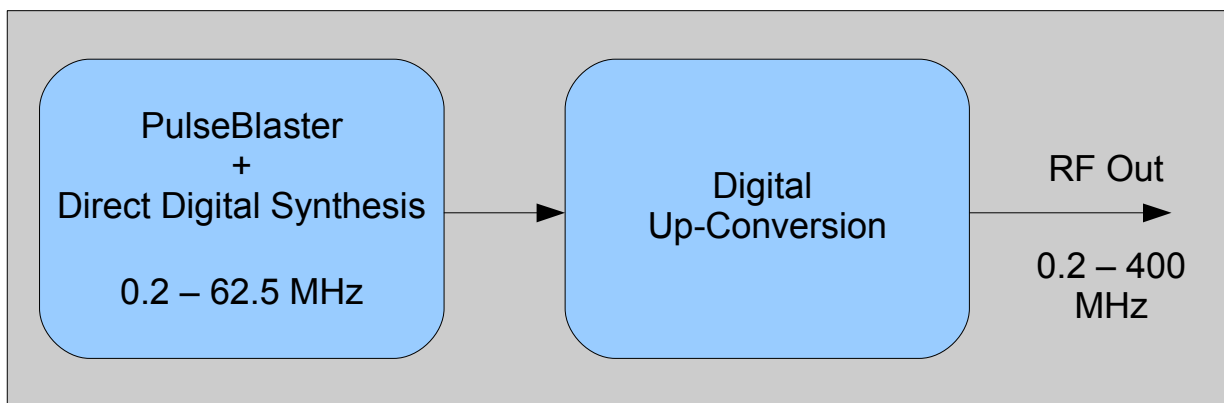 PulseBlaster
+
Direct Digital Synthesis
0.2 – 62.5 MHz
Digital
Up-Conversion
RF Out
0.2 – 400
MHz